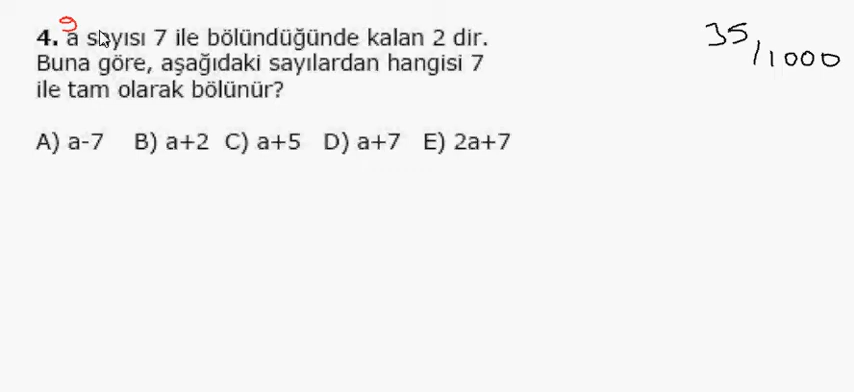 9
4. a sayısı 7 ile bölündüğünde kalan 2 dir.
Buna göre, aşağıdaki sayılardan hangisi 7
ile tam olarak bölünür?
A) a-7 B) a+2 C) a+5 D) a+7 E) 2a+7
35/1000